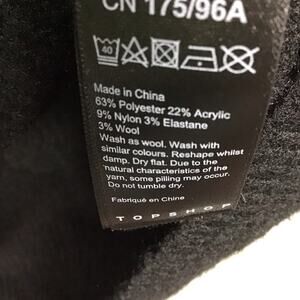 CN 175/96A
40
Made in China
63% Polyester 22% Acrylic
9% Nylon 3% Elastane
3% Wool
Wash as wool. Wash with
similar colours. Reshape whilst
damp. Dry flat. Due to the
natural characteristics of the
yarn, some pilling may occur.
Do not tumble dry.
Fabriqué en Chine
TOPSHOP